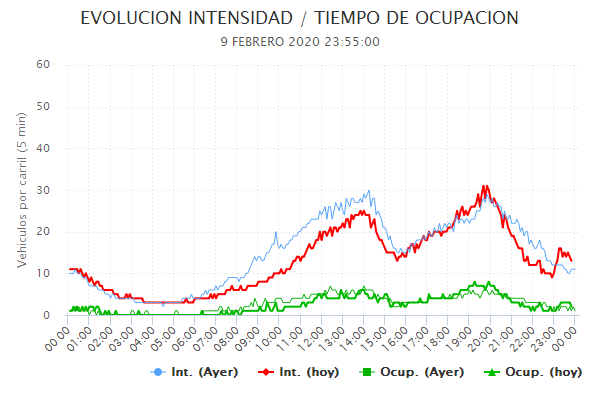 EVOLUCION INTENSIDAD / TIEMPO DE OCUPACION
9 FEBRERO 2020 23:55:00
Vehiculos por carril (5 min)
60
50
40
30
20
10
0
00:00 01:00 02:00 03:00 04:00 05:00 06:00 07:00 08:00 09:00 10:00 11:00 12:00 13:00 14:00 15:00 16:00 17:00 18:00 19:00 20:00 21:00 22:00 23:00 00:00
Int. (Ayer) Int. (hoy) Ocup. (Ayer) Ocup. (hoy)